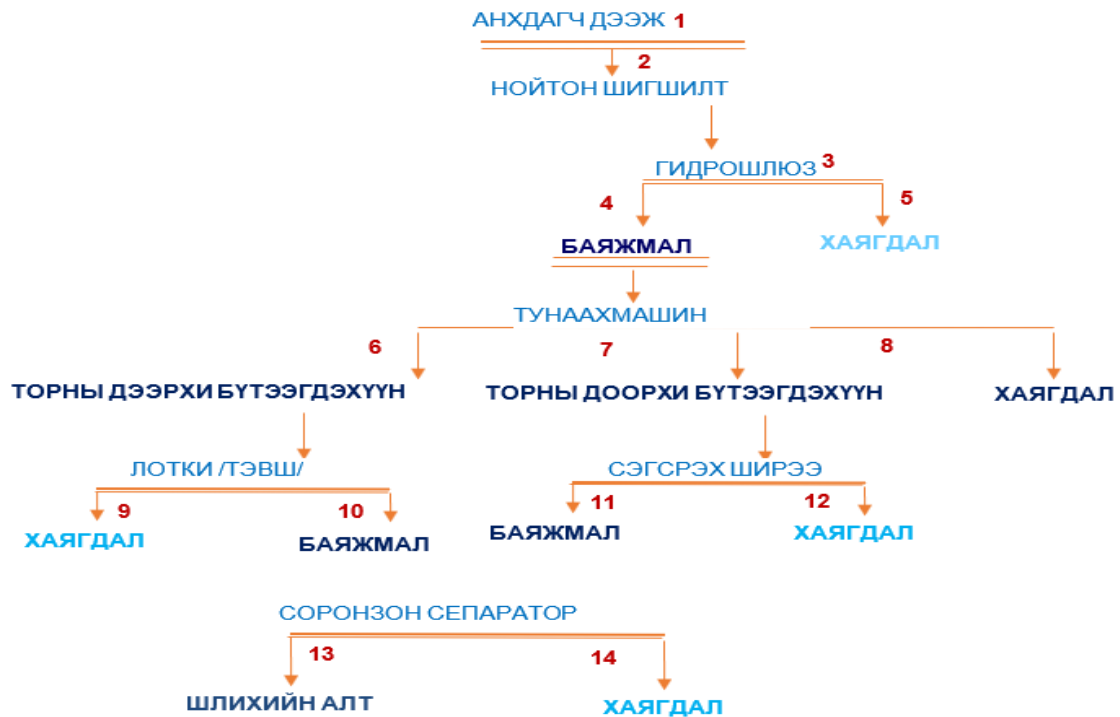 АНХДАГЧ ДЭЭЖ 1
2
НОЙТОН ШИГШИЛТ
ГИДРОШЛЮЗ 3
4 5
БАЯЖМАЛ ХАЯГДАЛ
ТУНААХМАШИН
6 7 8
ТОРНЫ ДЭЭРХИ БҮТЭЭГДЭХҮҮН ТОРНЫ ДООРХИ БҮТЭЭГДЭХҮҮН ХАЯГДАЛ
ЛОТКИ /ТЭВШ/ СЭГСРЭХ ШИРЭЭ
9 10 11 12
ХАЯГДАЛ БАЯЖМАЛ БАЯЖМАЛ ХАЯГДАЛ
СОРОНЗОН СЕПАРАТОР
13 14
ШЛИХИЙН АЛТ ХАЯГДАЛ